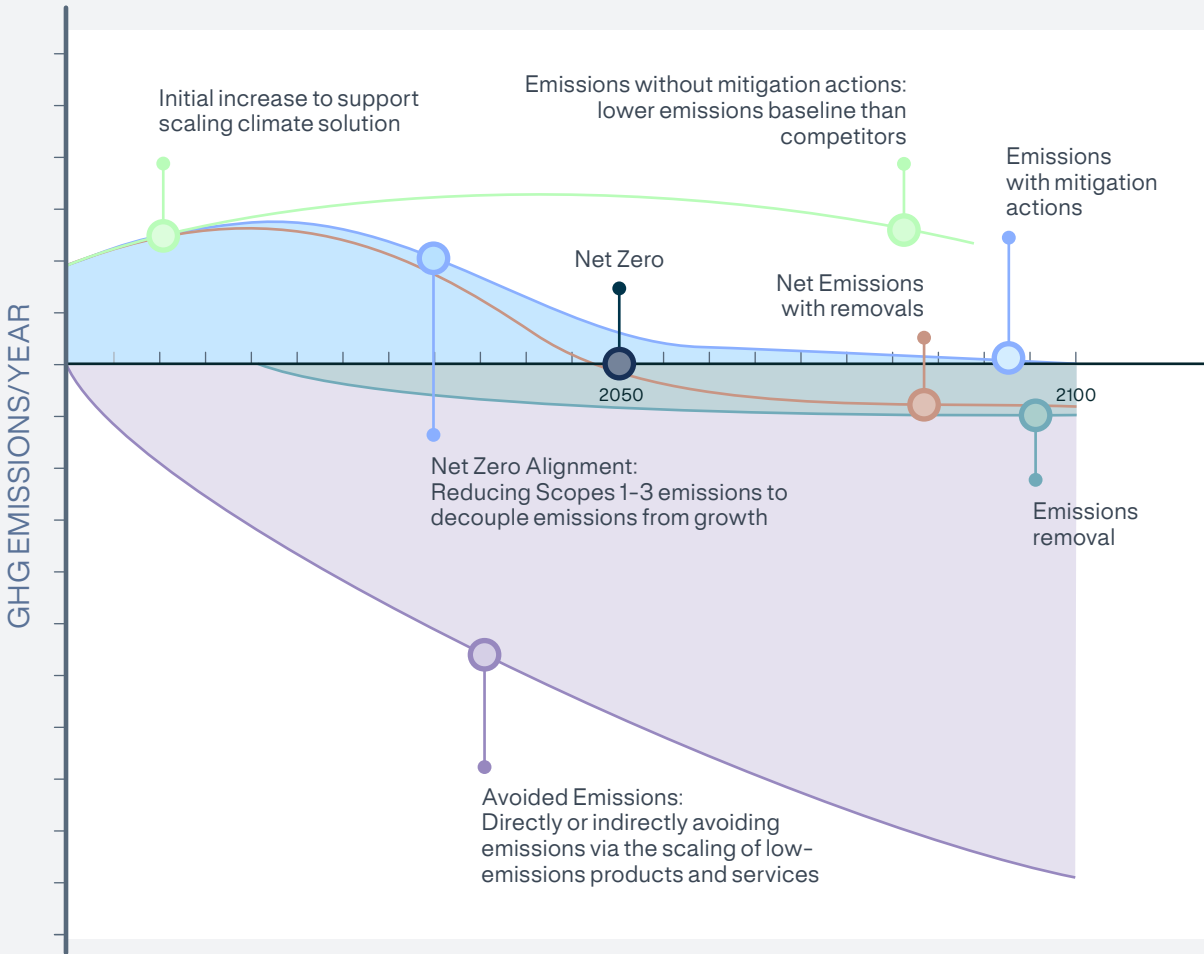 Initial increase to support
scaling climate solution
Emissions without mitigation actions:
lower emissions baseline than
competitors
Emissions
with mitigation
actions
Net Zero
Net Emissions
with removals
2050
2100
GHG EMISSIONS/YEAR
Net Zero Alignment:
Reducing Scopes 1–3 emissions to
decouple emissions from growth
Emissions
removal
Avoided Emissions:
Directly or indirectly avoiding
emissions via the scaling of low-
emissions products and services